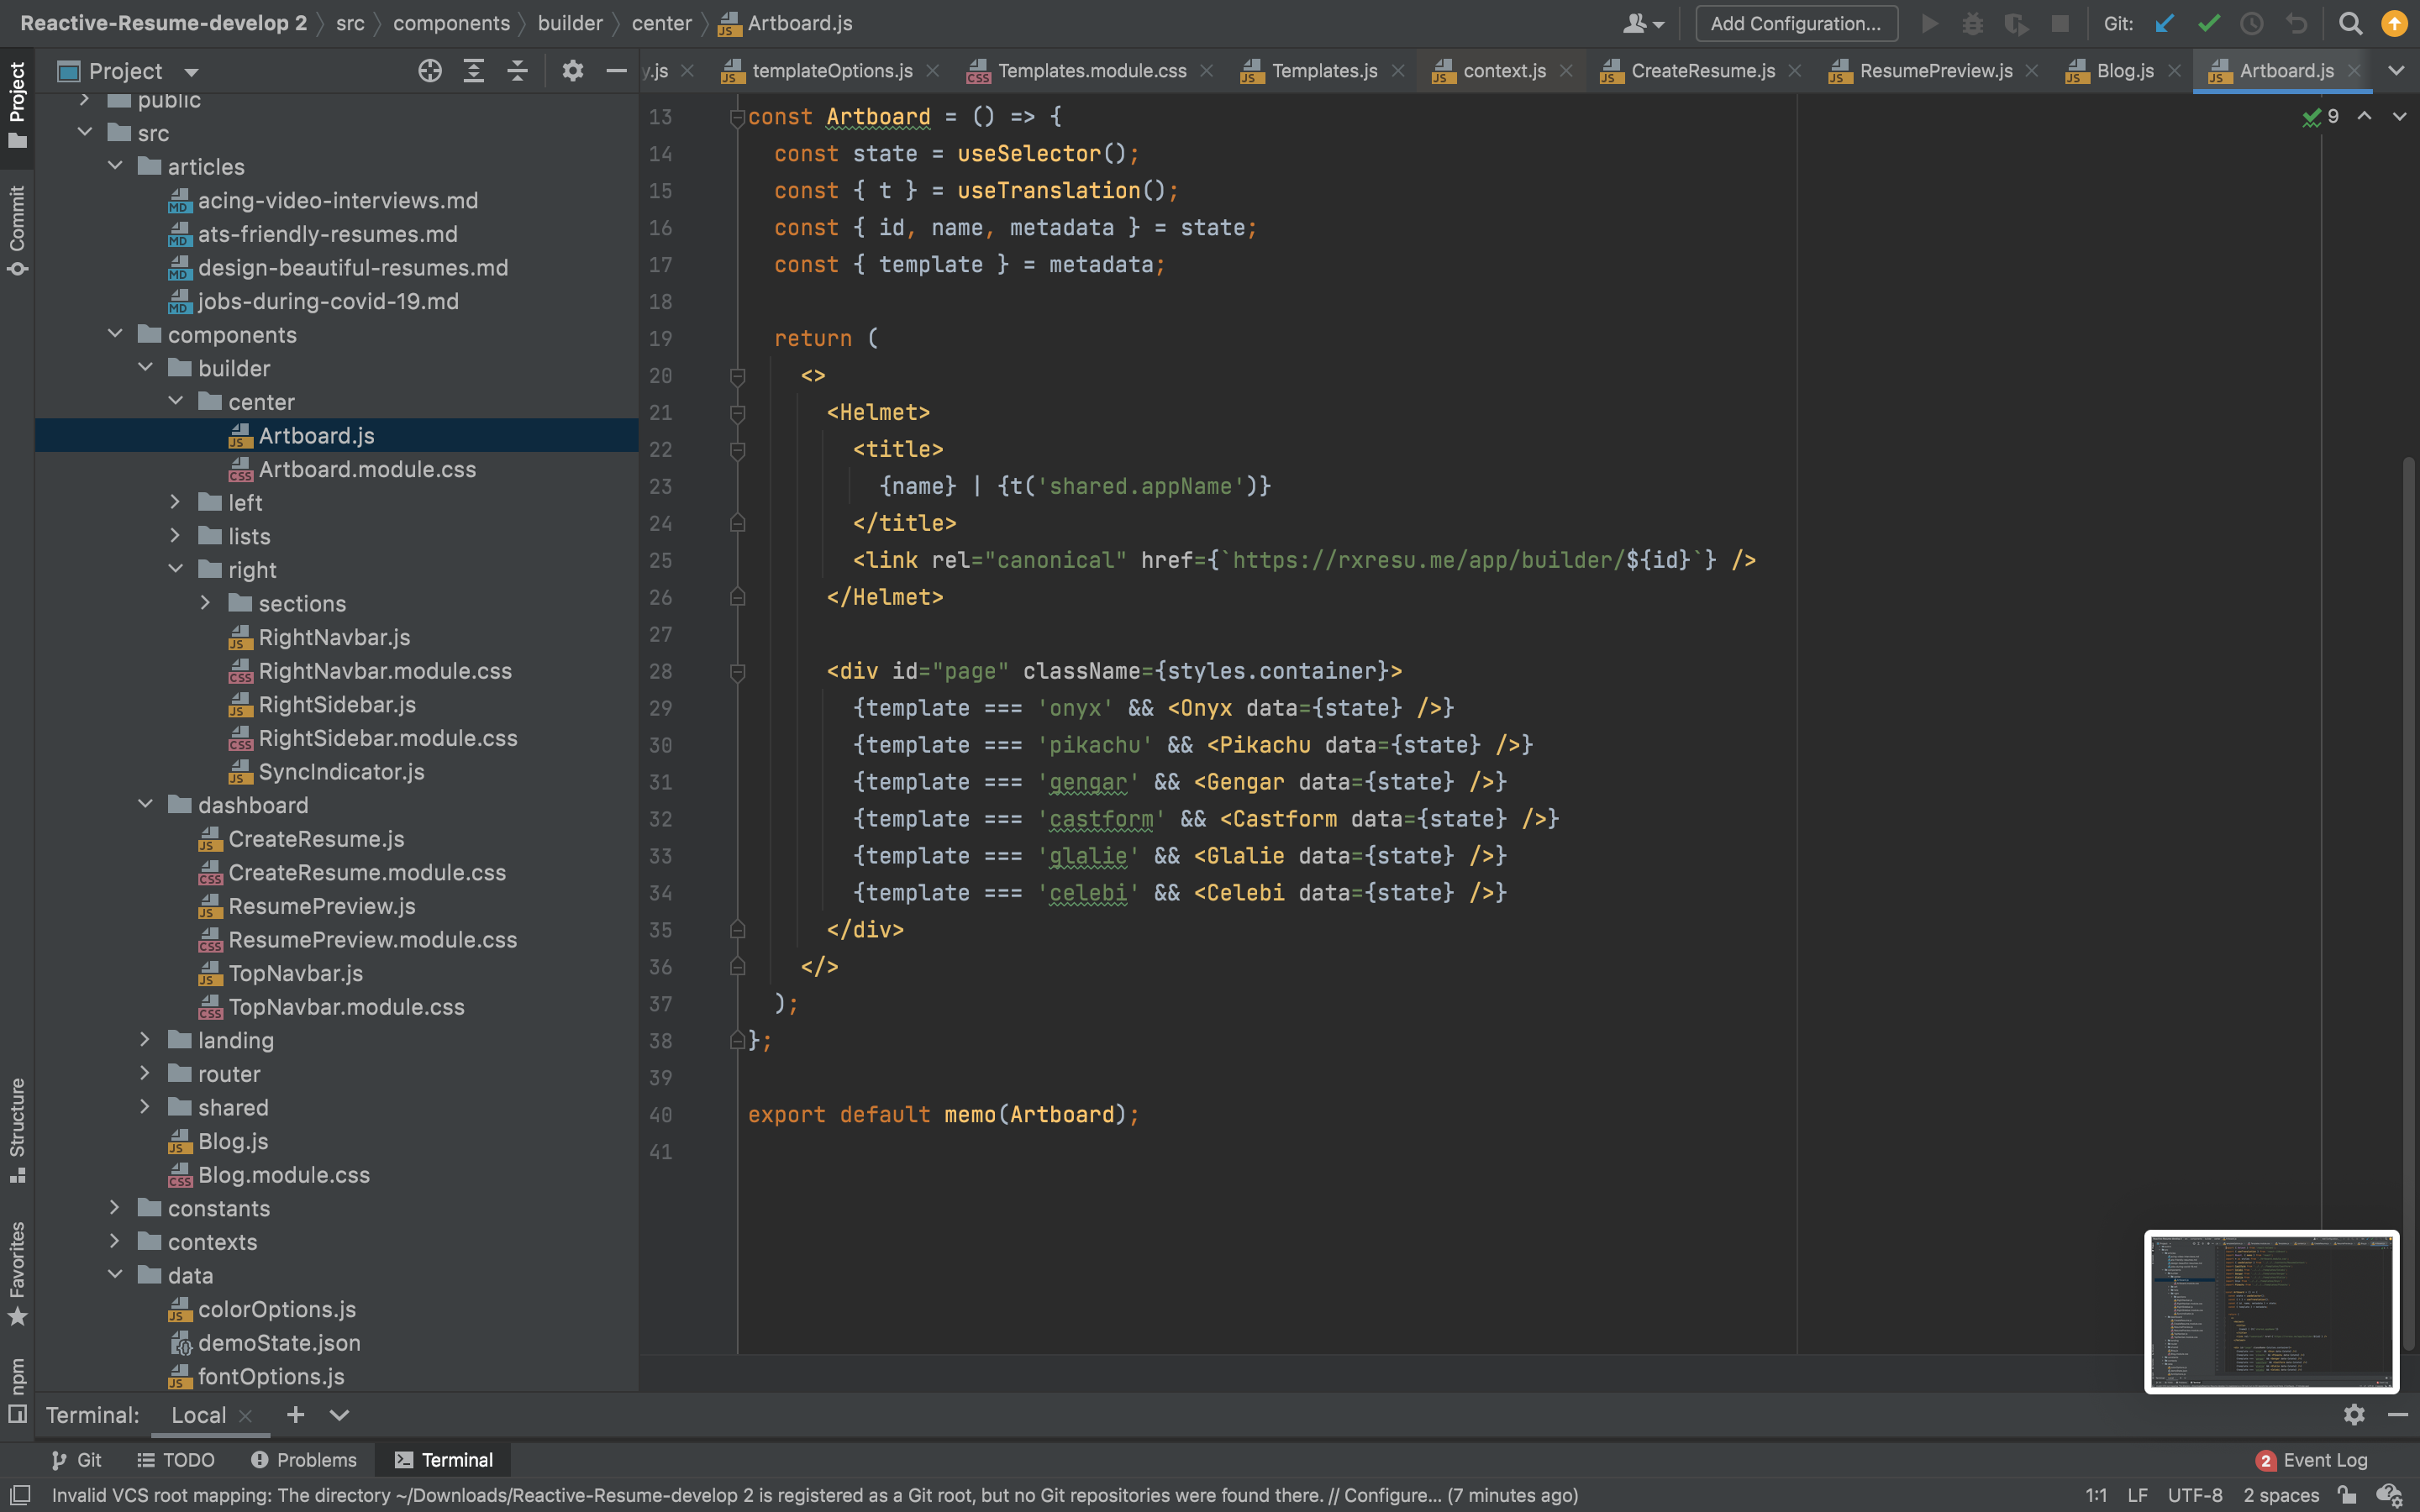 Reactive-Resume-develop 2 src components builder center Artboard.js
Add Configuration... Git:
Project
y.js templateOptions.js Templates.module.css Templates.js context.js CreateResume.js ResumePreview.js Blog.js Artboard.js
Project
Commit
Structure
Favorites
npm
public
src
articles
acing-video-interviews.md
ats-friendly-resumes.md
design-beautiful-resumes.md
jobs-during-covid-19.md
components
builder
center
Artboard.js
Artboard.module.css
left
lists
right
sections
RightNavbar.js
RightNavbar.module.css
RightSidebar.js
RightSidebar.module.css
SyncIndicator.js
dashboard
CreateResume.js
CreateResume.module.css
ResumePreview.js
ResumePreview.module.css
TopNavbar.js
TopNavbar.module.css
landing
router
shared
Blog.js
Blog.module.css
constants
contexts
data
colorOptions.js
demoState.json
fontOptions.js
9
13 const Artboard = () => {
14 const state = useSelector();
15 const { t } = useTranslation();
16 const { id, name, metadata } = state;
17 const { template } = metadata;
18
19 return (
20 <>
21 <Helmet>
22 <title>
23 {name} | {t('shared.appName')}
24 </title>
25 <link rel="canonical" href={`https://rxresu.me/app/builder/${id}`} />
26 </Helmet>
27
28 <div id="page" className={styles.container}>
29 {template === 'onyx' && <Onyx data={state} />}
30 {template === 'pikachu' && <Pikachu data={state} />}
31 {template === 'gengar' && <Gengar data={state} />}
32 {template === 'castform' && <Castform data={state} />}
33 {template === 'glalie' && <Glalie data={state} />}
34 {template === 'celebi' && <Celebi data={state} />}
35 </div>
36 </>
37 );
38 };
39
40 export default memo(Artboard);
41
Terminal: Local
Git TODO Problems Terminal 2 Event Log
Invalid VCS root mapping: The directory ~/Downloads/Reactive-Resume-develop 2 is registered as a Git root, but no Git repositories were found there. // Configure... (7 minutes ago) 1:1 LF UTF-8 2 spaces